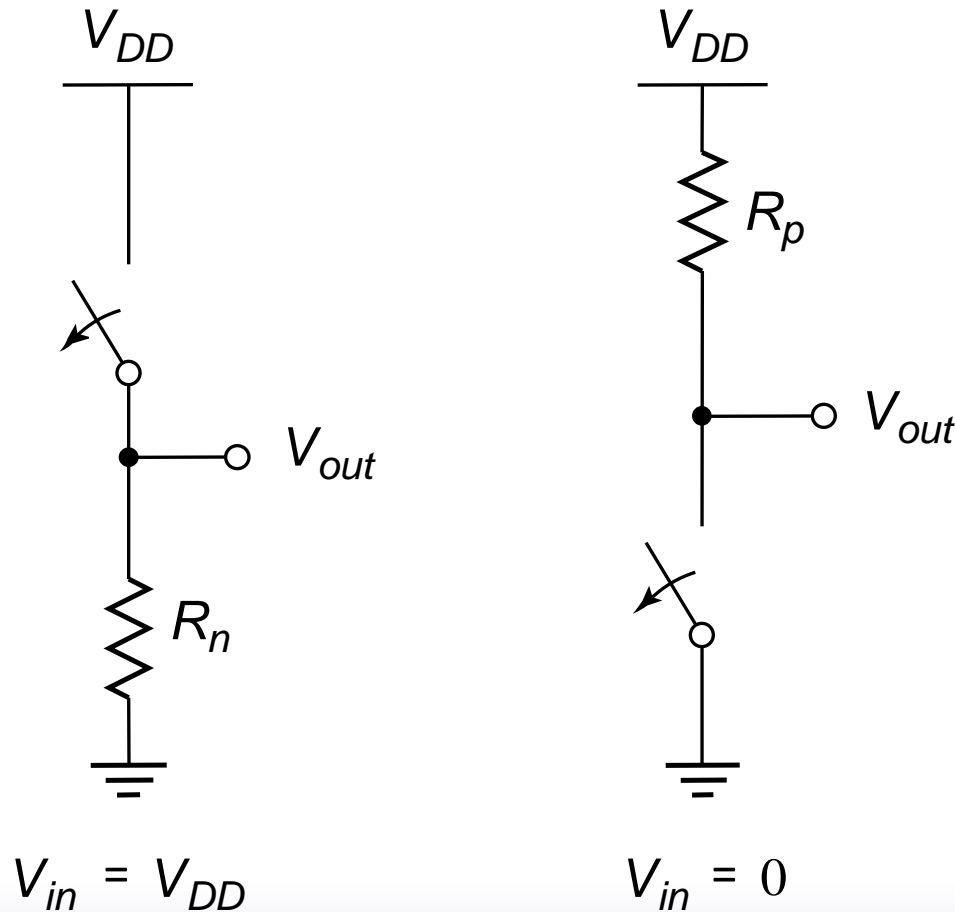 V_DD
V_DD
R_p
V_out
V_out
R_n
V_in = V_DD
V_in = 0